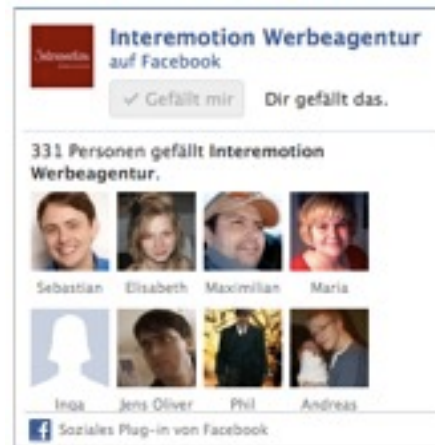 Interemotion
Interemotion Werbeagentur
auf Facebook
✓ Gefällt mir
Dir gefällt das.
331 Personen gefällt Interemotion
Werbeagentur.
Sebastian Elisabeth Maximilian Maria
Inga Jens Oliver Phil Andreas
f Soziales Plug-in von Facebook